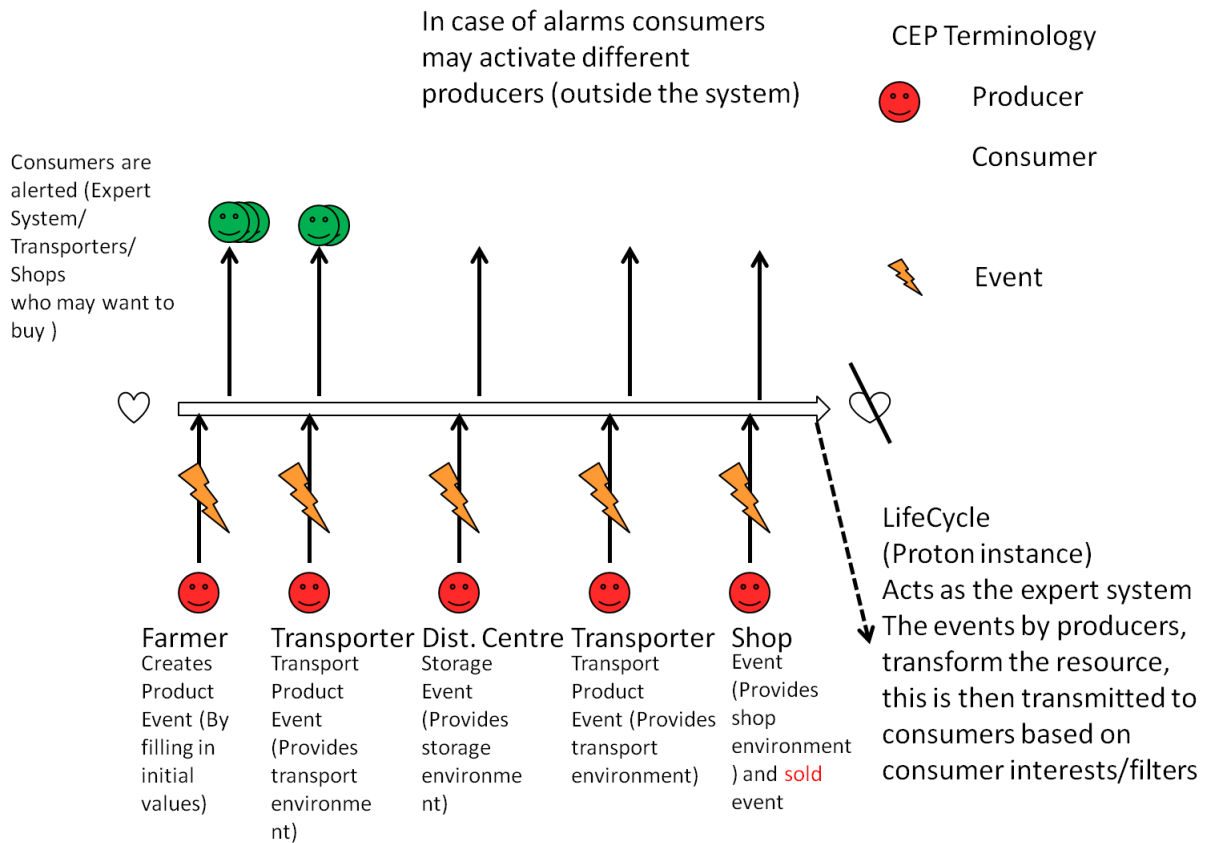 In case of alarms consumers
may activate different
producers (outside the system)
CEP Terminology
Producer
Consumer
Event
Consumers are
alerted (Expert
System/
Transporters/
Shops
who may want to
buy )
Farmer
Creates
Product
Event (By
filling in
initial
values)
Transporter
Transport
Product
Event
(Provides
transport
environme
nt)
Dist. Centre
Storage
Event
(Provides
storage
environme
nt)
Transporter
Transport
Product
Event (Provides
transport
environment)
Shop
Event
(Provides
shop
environment
) and sold
event
LifeCycle
(Proton instance)
Acts as the expert system
The events by producers,
transform the resource,
this is then transmitted to
consumers based on
consumer interests/filters